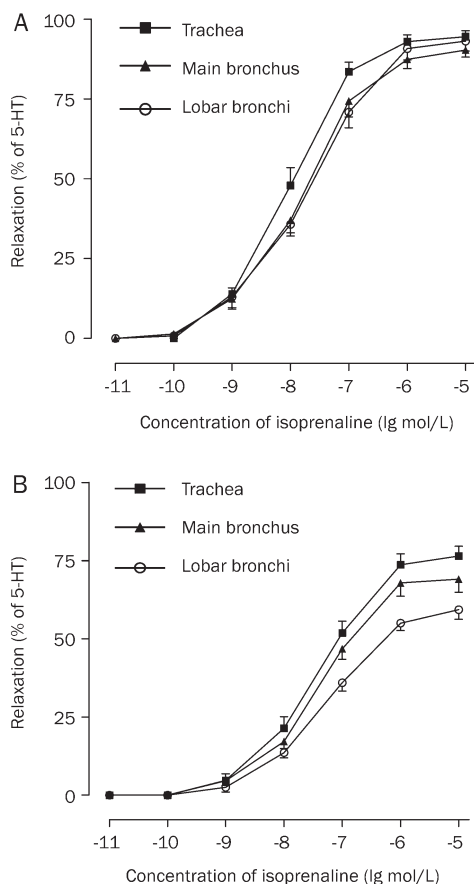 A
100
75
50
25
0
Relaxation (% of 5-HT)
Trachea
Main bronchus
Lobar bronchi
-11 -10 -9 -8 -7 -6 -5
Concentration of isoprenaline (lg mol/L)
B
100
75
50
25
0
Relaxation (% of 5-HT)
Trachea
Main bronchus
Lobar bronchi
-11 -10 -9 -8 -7 -6 -5
Concentration of isoprenaline (lg mol/L)